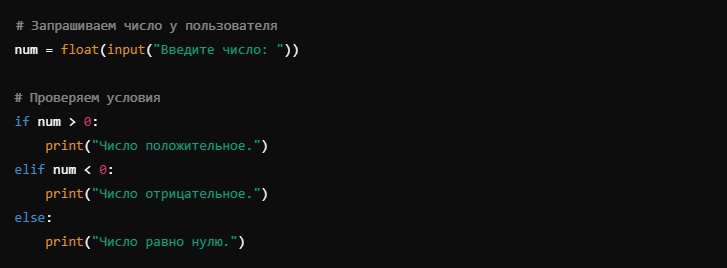 # Запрашиваем число у пользователя
num = float(input("Введите число: "))
# Проверяем условия
if num > 0:
    print("Число положительное.")
elif num < 0:
    print("Число отрицательное.")
else:
    print("Число равно нулю.")